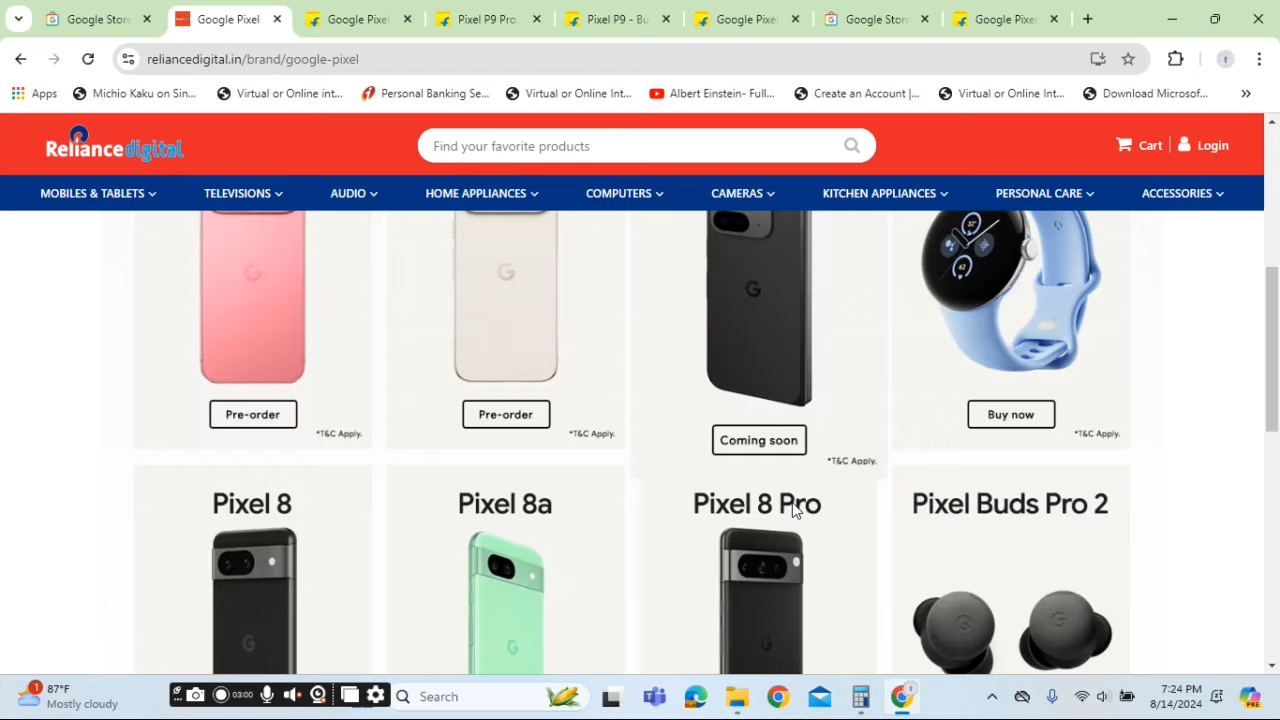 Google Store
Google Pixel
Google Pixel
Pixel P9 Pro
Pixel P9 - Bu
Google Pixel
Google Store
Google Pixel
reliancedigital.in/brand/google-pixel
Apps
Michio Kaku on Sin...
Virtual or Online int...
Personal Banking Se...
Virtual or Online Int...
Albert Einstein- Full...
Create an Account |...
Virtual or Online Int...
Download Microsof...
»
Reliance digital
Find your favorite products
Cart
Login
MOBILES & TABLETS
TELEVISIONS
AUDIO
HOME APPLIANCES
COMPUTERS
CAMERAS
KITCHEN APPLIANCES
PERSONAL CARE
ACCESSORIES
Pre-order
*T&C Apply.
Pre-order
*T&C Apply.
Coming soon
*T&C Apply.
Buy now
*T&C Apply.
Pixel 8
Pixel 8a
Pixel 8 Pro
Pixel Buds Pro 2
1
87°F
Mostly cloudy
03:00
Search
7:24 PM
8/14/2024
PRE